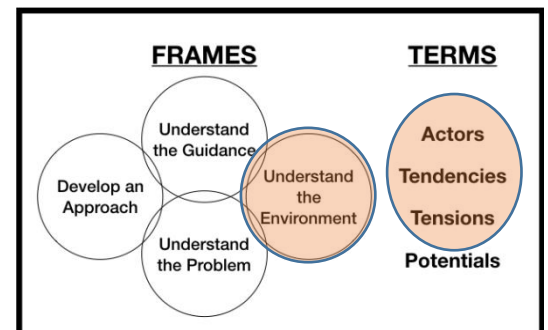 FRAMES
Understand
the Guidance
Develop an
Approach
Understand
the
Environment
Understand
the Problem
TERMS
Actors
Tendencies
Tensions
Potentials